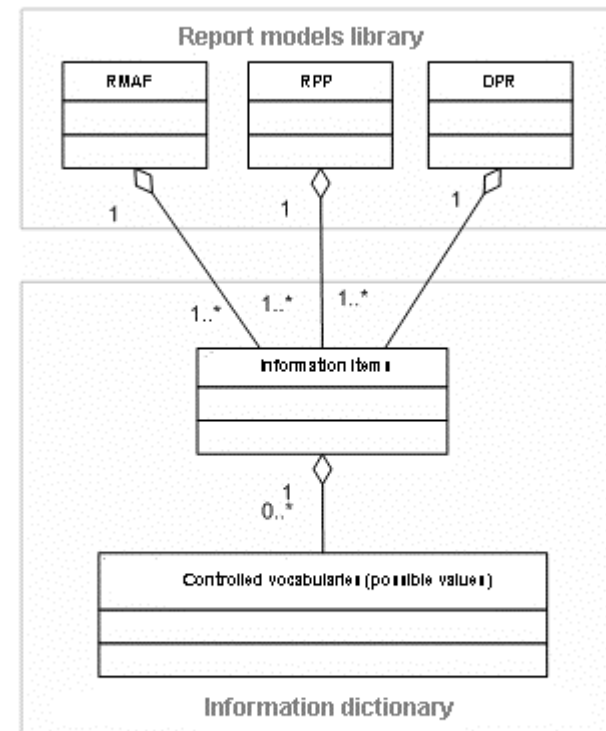 Report models library
RMAF
RPP
DPR
1
1
1
1..*
1..*
1..*
Information items
1
0..*
Controlled vocabularies (possible values)
Information dictionary